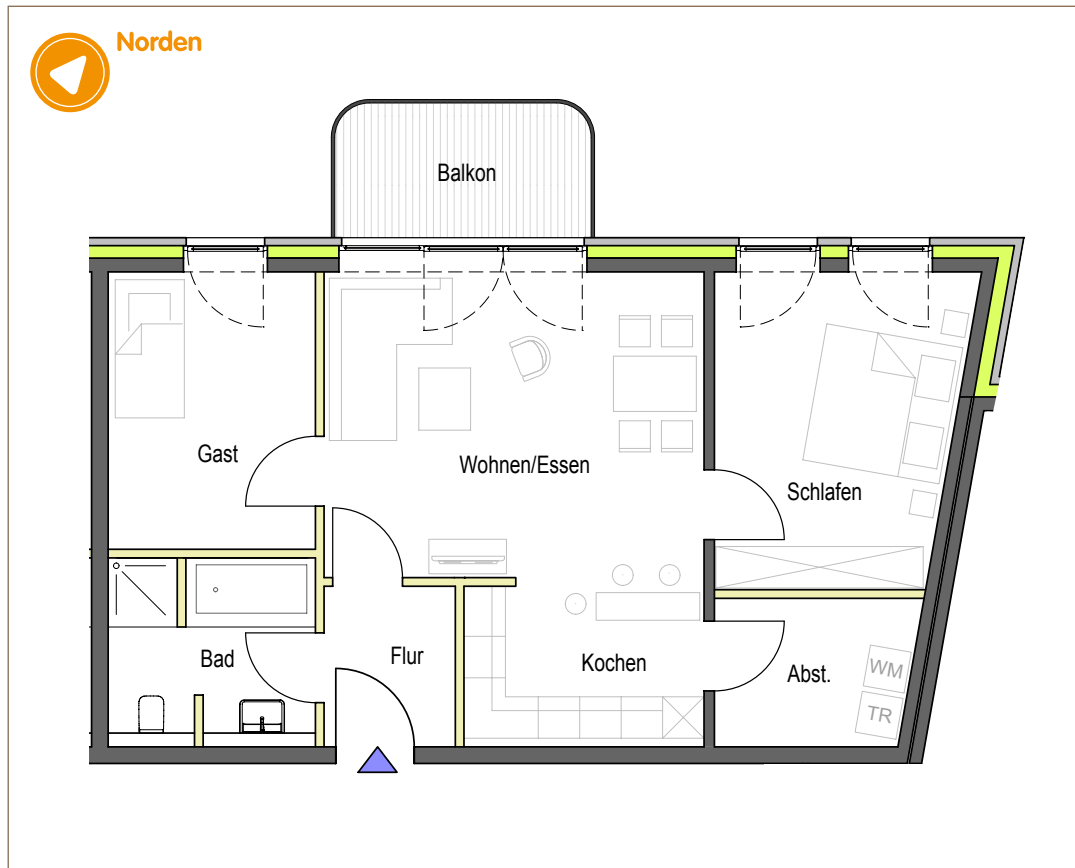 Norden
Balkon
Gast
Wohnen/Essen
Schlafen
Bad
Flur
Kochen
Abst.
WM
TR